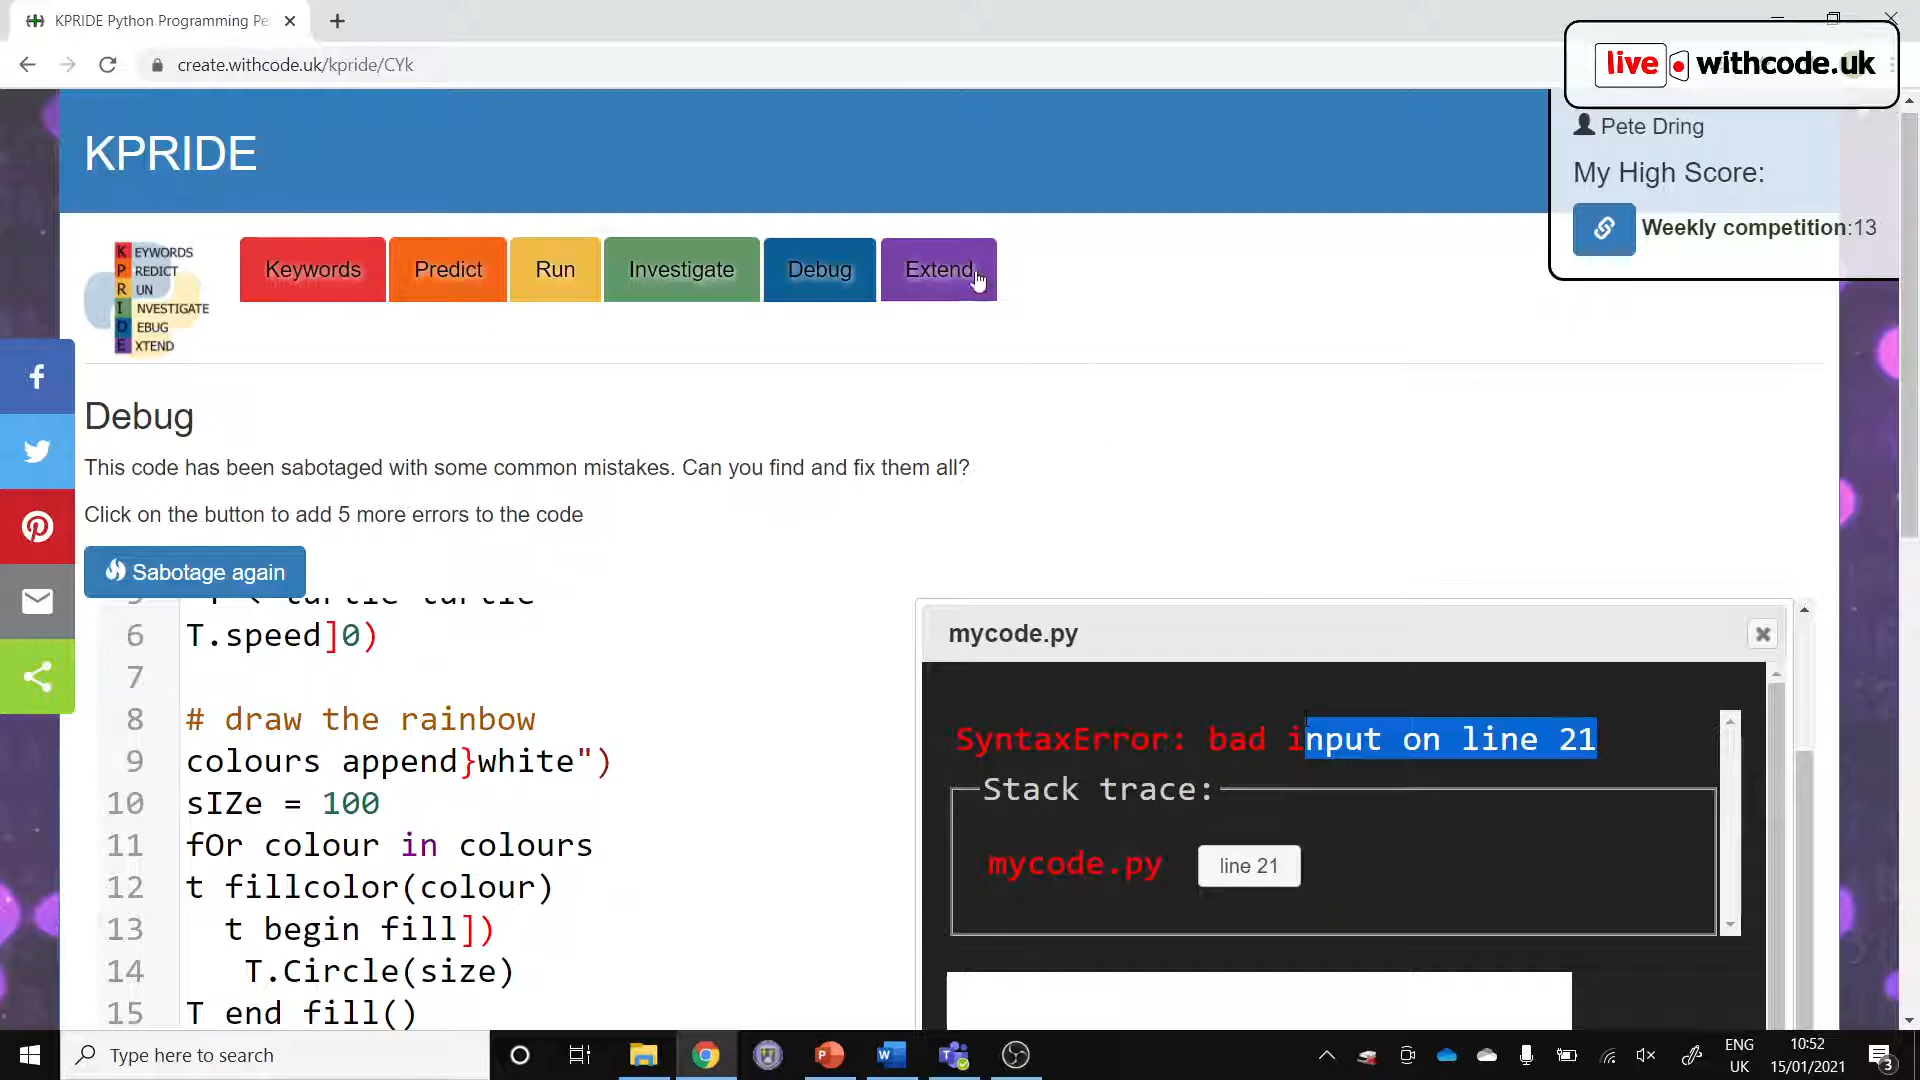 KPRIDE Python Programming Pe
create.withcode.uk/kpride/CYk
live withcode.uk
KPRIDE
Pete Dring
My High Score:
Weekly competition:13
KEYWORDS
PREDICT
RUN
INVESTIGATE
DEBUG
EXTEND
Keywords
Predict
Run
Investigate
Debug
Extend
Debug
This code has been sabotaged with some common mistakes. Can you find and fix them all?
Click on the button to add 5 more errors to the code
Sabotage again
6 T.speed]0)
7
8 # draw the rainbow
9 colours append}white")
10 sIZe = 100
11 fOr colour in colours
12 t fillcolor(colour)
13 t begin fill])
14 T.Circle(size)
15 T end fill()
mycode.py
SyntaxError: bad input on line 21
Stack trace:
mycode.py line 21
Type here to search
ENG
UK
10:52
15/01/2021
3